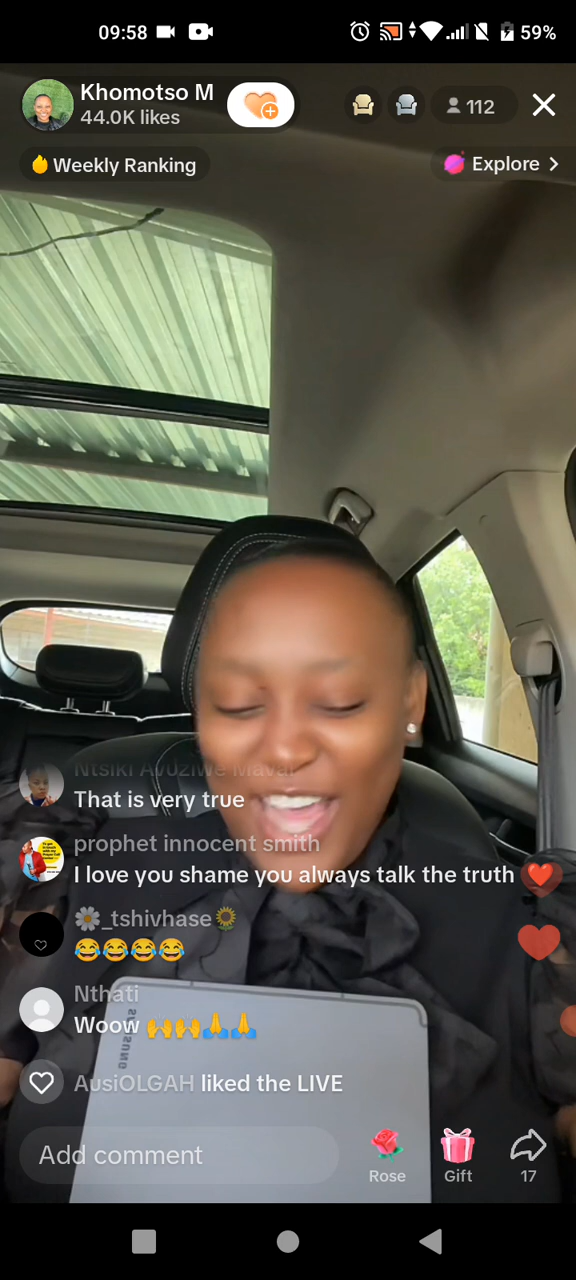 09:58
59%
Khomotso M
44.0K likes
112
Weekly Ranking
Explore
That is very true
prophet innocent smith
I love you shame you always talk the truth ❤️
🌼_tshivhase🌻
😂😂😂😂
Nthati
Woow 🙌🙌🙏🙏
AusiOLGAH liked the LIVE
SAMSUNG
Add comment
Rose
Gift
17